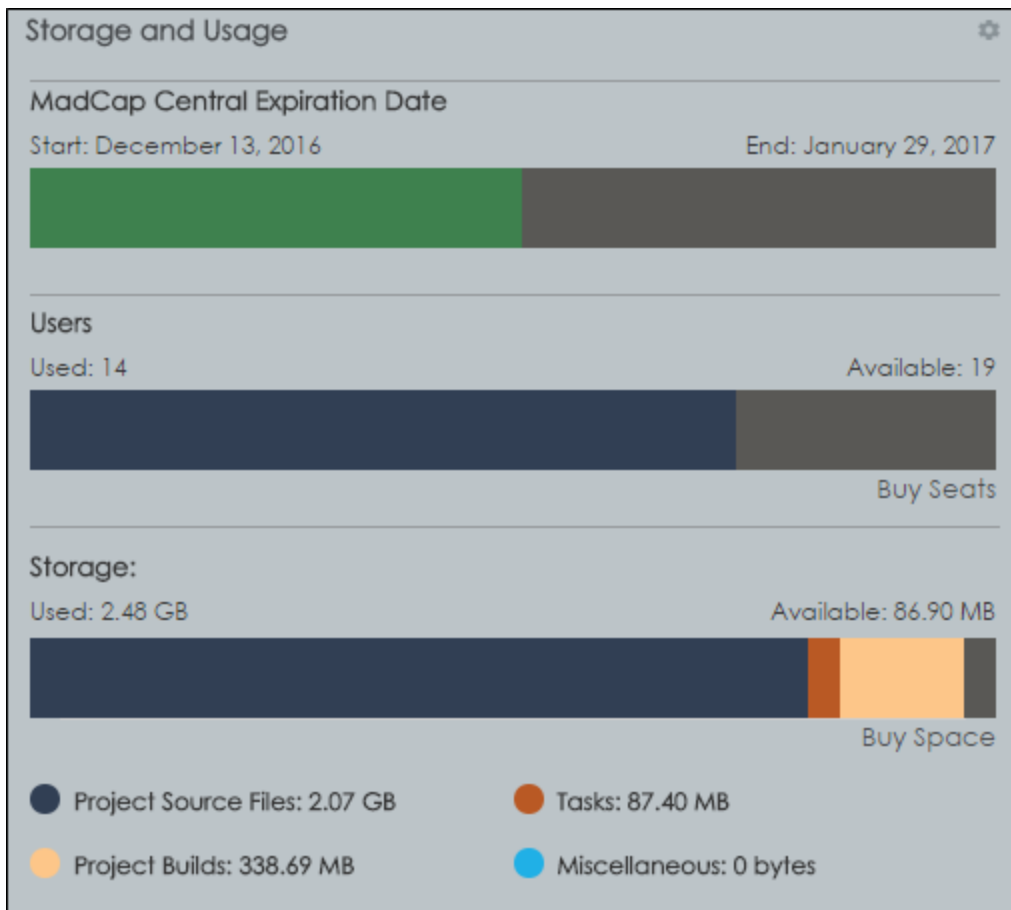 Storage and Usage
MadCap Central Expiration Date
Start: December 13, 2016 End: January 29, 2017
Users
Used: 14 Available: 19
Buy Seats
Storage:
Used: 2.48 GB Available: 86.90 MB
Buy Space
Project Source Files: 2.07 GB Tasks: 87.40 MB
Project Builds: 338.69 MB Miscellaneous: 0 bytes